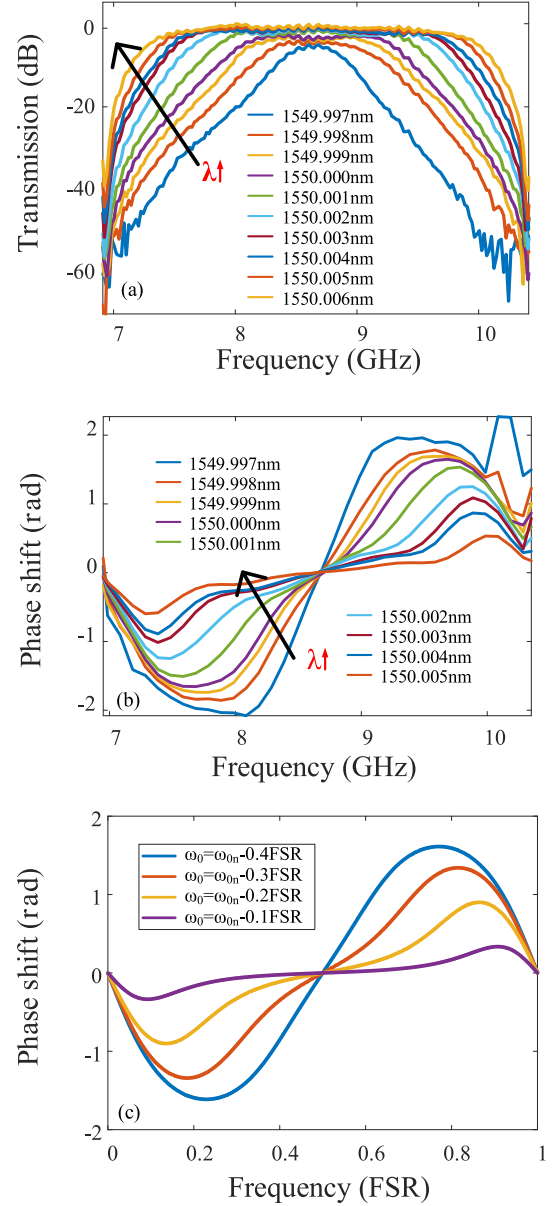 0
-20
-40
-60
Transmission (dB)
λ↑
1549.997nm
1549.998nm
1549.999nm
1550.000nm
1550.001nm
1550.002nm
1550.003nm
1550.004nm
1550.005nm
1550.006nm
(a)
7 8 9 10
Frequency (GHz)
2
1
0
-1
-2
Phase shift (rad)
1549.997nm
1549.998nm
1549.999nm
1550.000nm
1550.001nm
λ↑
1550.002nm
1550.003nm
1550.004nm
1550.005nm
(b)
7 8 9 10
Frequency (GHz)
2
1
0
-1
-2
Phase shift (rad)
ω₀=ω₀ₙ-0.4FSR
ω₀=ω₀ₙ-0.3FSR
ω₀=ω₀ₙ-0.2FSR
ω₀=ω₀ₙ-0.1FSR
(c)
0 0.2 0.4 0.6 0.8 1
Frequency (FSR)